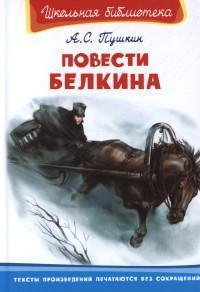 Школьная библиотека
А.С. Пушкин
ПОВЕСТИ
БЕЛКИНА
ТЕКСТЫ ПРОИЗВЕДЕНИЙ ПЕЧАТАЮТСЯ БЕЗ СОКРАЩЕНИЙ